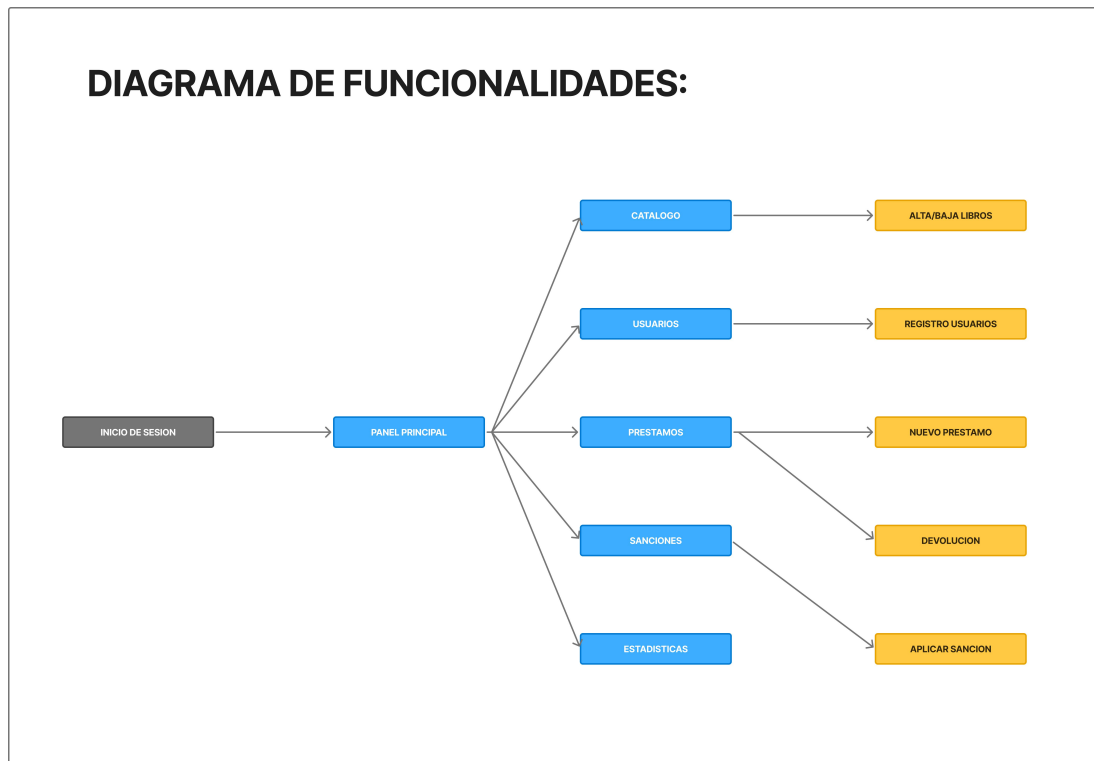 DIAGRAMA DE FUNCIONALIDADES:
CATALOGO
ALTA/BAJA LIBROS
USUARIOS
REGISTRO USUARIOS
INICIO DE SESION
PANEL PRINCIPAL
PRESTAMOS
NUEVO PRESTAMO
SANCIONES
DEVOLUCION
ESTADISTICAS
APLICAR SANCION